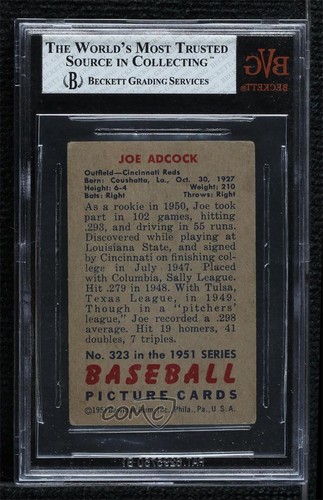 THE WORLD'S MOST TRUSTED
SOURCE IN COLLECTING™
B BECKETT GRADING SERVICES
BVG
BECKETT
JOE ADCOCK
Outfield—Cincinnati Reds
Born: Coushatta, La., Oct. 30, 1927
Height: 6-4 Weight: 210
Bats: Right Throws: Right
As a rookie in 1950, Joe took
part in 102 games, hitting
.293, and driving in 55 runs.
Discovered while playing at
Louisiana State, and signed
by Cincinnati on finishing col-
lege in July 1947. Placed
with Columbia, Sally League.
Hit .279 in 1948. With Tulsa,
Texas League, in 1949.
Though in a "pitchers'
league," Joe recorded a .298
average. Hit 19 homers, 41
doubles, 7 triples.
No. 323 in the 1951 SERIES
BASEBALL
PICTURE CARDS
Phila., Pa., U. S. A.
COMC